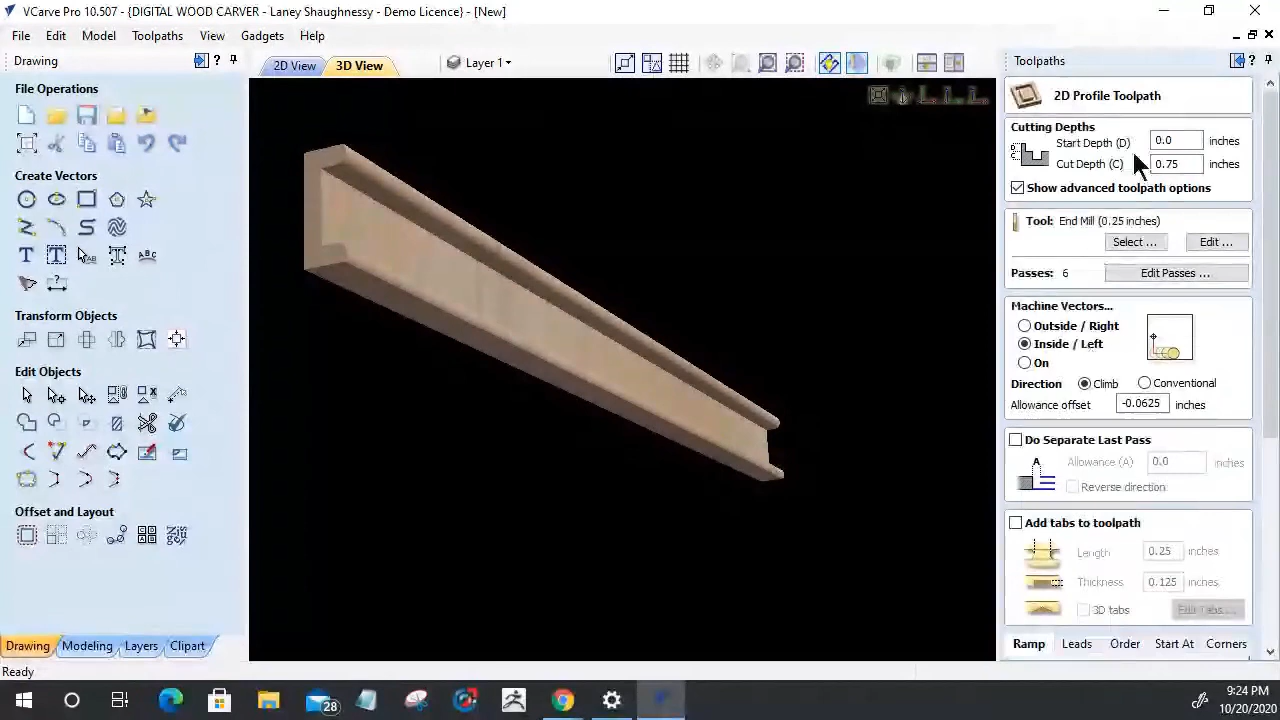 VCarve Pro 10.507 - {DIGITAL WOOD CARVER - Laney Shaughnessy - Demo Licence} - [New]
File Edit Model Toolpaths View Gadgets Help
Drawing
2D View 3D View Layer 1
Toolpaths
File Operations
Create Vectors
Transform Objects
Edit Objects
Offset and Layout
Drawing Modeling Layers Clipart
Ready
2D Profile Toolpath
Cutting Depths
Start Depth (D) 0.0 inches
Cut Depth (C) 0.75 inches
Show advanced toolpath options
Tool: End Mill (0.25 inches)
Select ... Edit ...
Passes: 6 Edit Passes ...
Machine Vectors...
Outside / Right
Inside / Left
On
Direction Climb Conventional
Allowance offset -0.0625 inches
Do Separate Last Pass
Allowance (A) 0.0 inches
Reverse direction
Add tabs to toolpath
Length 0.25 inches
Thickness 0.125 inches
3D tabs Edit Tabs...
Ramp Leads Order Start At Corners
28
9:24 PM
10/20/2020